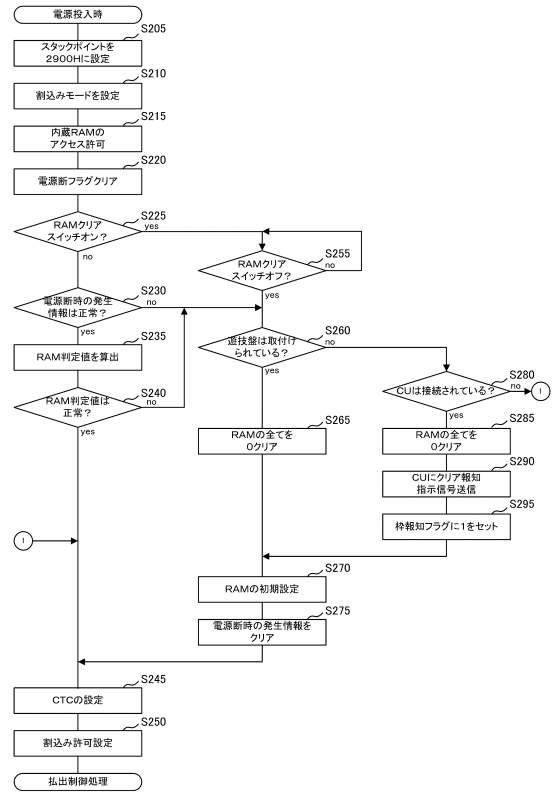 電源投入時
S205
スタックポイントを
2900Hに設定
S210
割込みモードを設定
S215
内蔵RAMの
アクセス許可
S220
電源断フラグクリア
S225
RAMクリア
スイッチオン?
yes
no
S255
RAMクリア
スイッチオフ?
no
yes
S230
電源断時の発生
情報は正常?
no
yes
S235
RAM判定値を算出
S240
RAM判定値は
正常?
no
yes
S260
遊技盤は取付け
られている?
no
yes
S280
CUは接続されている?
no
1
yes
S265
RAMの全てを
0クリア
S285
RAMの全てを
0クリア
S290
CUにクリア報知
指示信号送信
S295
枠報知フラグに1をセット
1
S270
RAMの初期設定
S275
電源断時の発生情報を
クリア
S245
CTCの設定
S250
割込み許可設定
払出制御処理